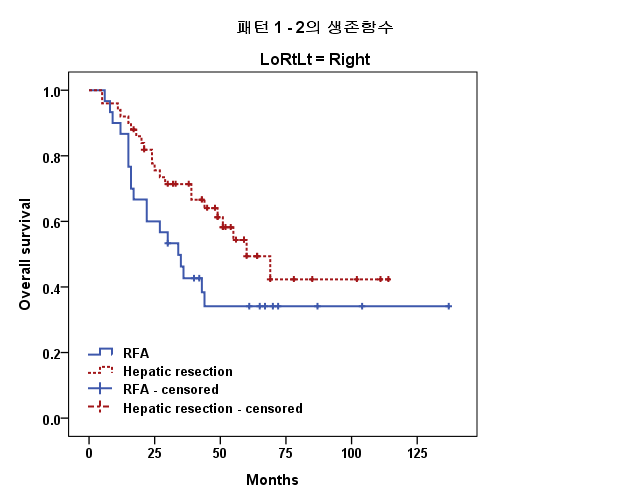 패턴 1 - 2의 생존함수
LoRtLt = Right
1.0
0.8
0.6
0.4
0.2
0.0
Overall survival
RFA
Hepatic resection
RFA - censored
Hepatic resection - censored
0 25 50 75 100 125
Months